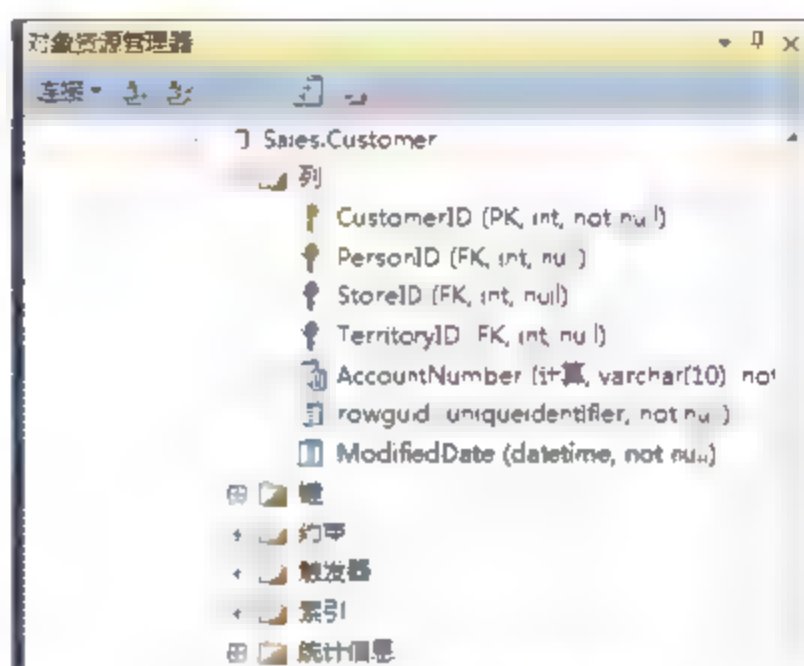 对象资源管理器
连接
Sales.Customer
列
CustomerID (PK, int, not null)
PersonID (FK, int, null)
StoreID (FK, int, null)
TerritoryID (FK, int, null)
AccountNumber (计算, varchar(10), not
rowguid (uniqueidentifier, not null)
ModifiedDate (datetime, not null)
键
约束
触发器
索引
统计信息